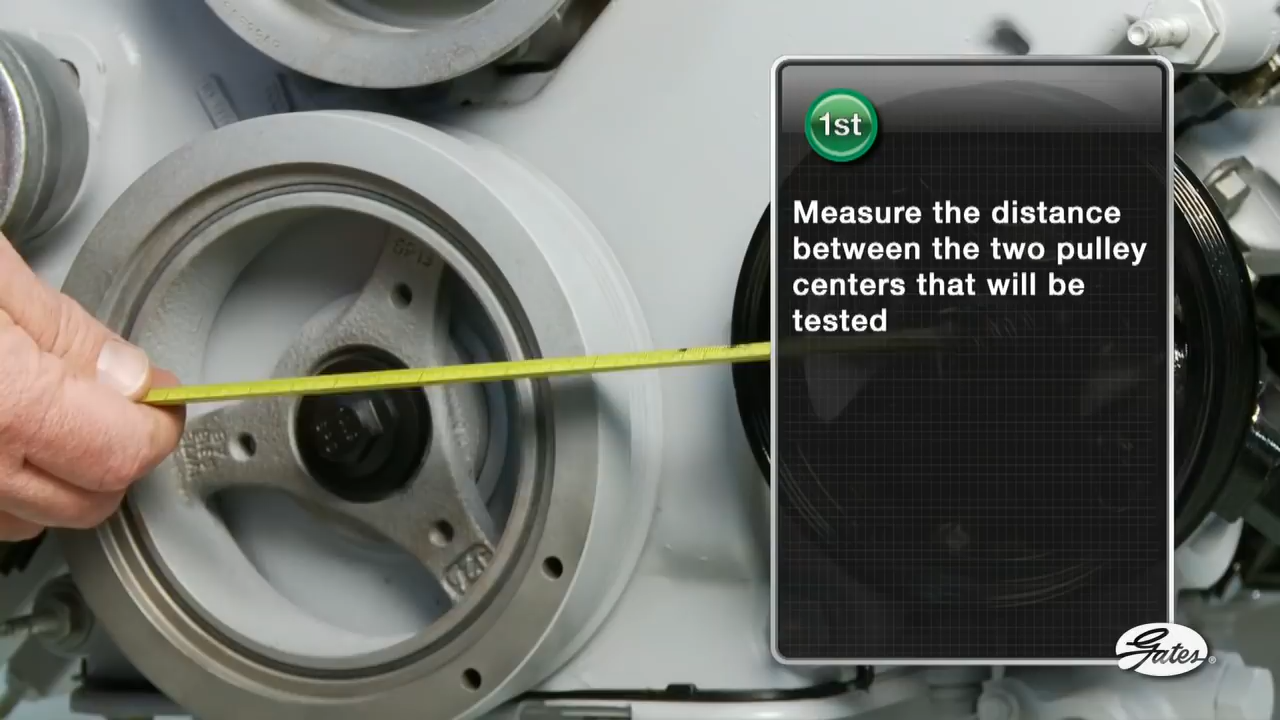 1st
Measure the distance
between the two pulley
centers that will be
tested
Gates®